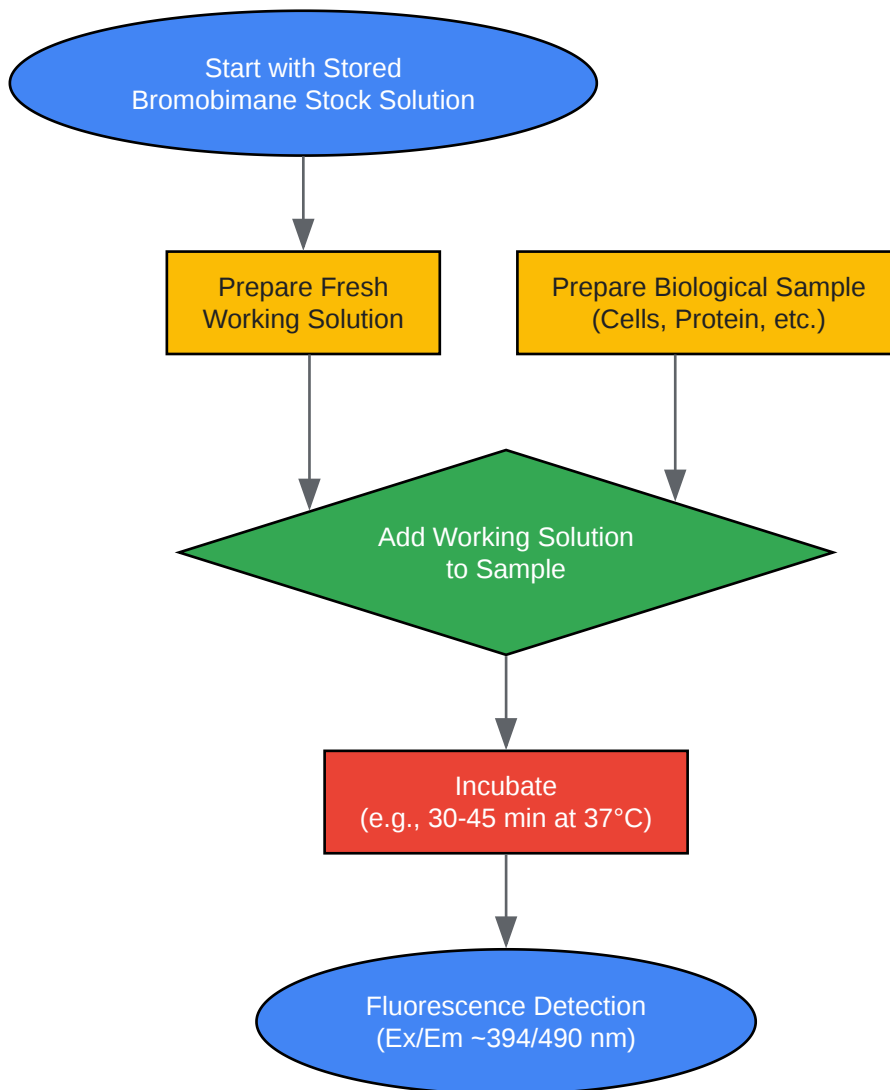 Start with Stored
Bromobimane Stock Solution
Prepare Fresh
Working Solution
Prepare Biological Sample
(Cells, Protein, etc.)
Add Working Solution
to Sample
Incubate
(e.g., 30-45 min at 37°C)
Fluorescence Detection
(Ex/Em ~394/490 nm)